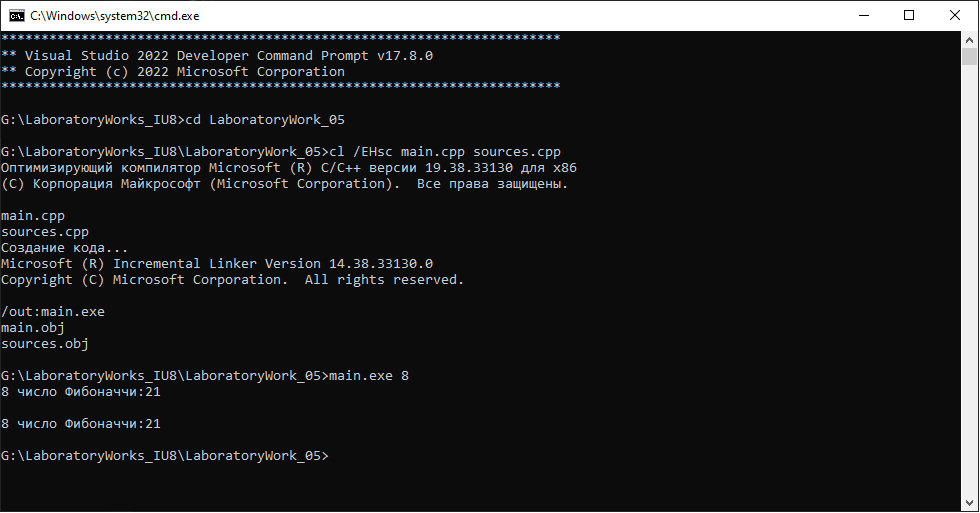 C:\Windows\system32\cmd.exe
**********************************************************************
** Visual Studio 2022 Developer Command Prompt v17.8.0
** Copyright (c) 2022 Microsoft Corporation
**********************************************************************
G:\LaboratoryWorks_IU8>cd LaboratoryWork_05
G:\LaboratoryWorks_IU8\LaboratoryWork_05>cl /EHsc main.cpp sources.cpp
Оптимизирующий компилятор Microsoft (R) C/C++ версии 19.38.33130 для x86
(C) Корпорация Майкрософт (Microsoft Corporation).  Все права защищены.
main.cpp
sources.cpp
Создание кода...
Microsoft (R) Incremental Linker Version 14.38.33130.0
Copyright (C) Microsoft Corporation.  All rights reserved.
/out:main.exe
main.obj
sources.obj
G:\LaboratoryWorks_IU8\LaboratoryWork_05>main.exe 8
8 число Фибоначчи:21
8 число Фибоначчи:21
G:\LaboratoryWorks_IU8\LaboratoryWork_05>